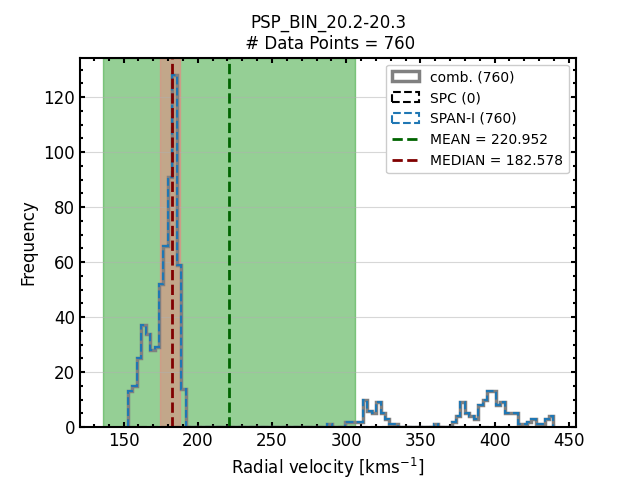 PSP_BIN_20.2-20.3
# Data Points = 760
comb. (760)
SPC (0)
SPAN-I (760)
MEAN = 220.952
MEDIAN = 182.578
Frequency
120
100
80
60
40
20
0
150 200 250 300 350 400 450
Radial velocity [kms⁻¹]